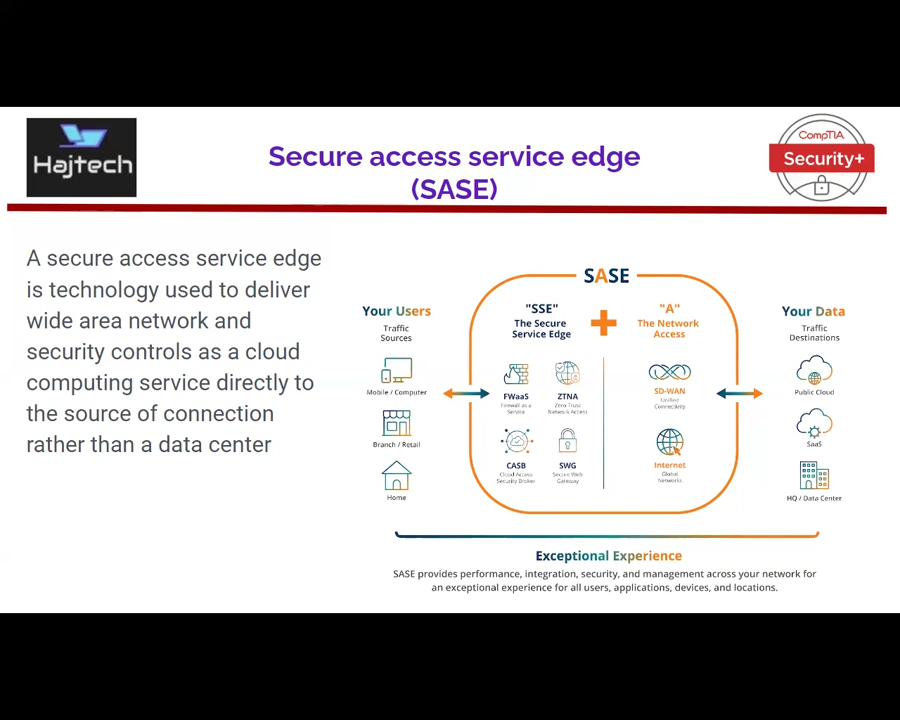 Hajtech
Secure access service edge
(SASE)
CompTIA
Security+
A secure access service edge
is technology used to deliver
wide area network and
security controls as a cloud
computing service directly to
the source of connection
rather than a data center
SASE
Your Users
Traffic
Sources
Mobile / Computer
Branch / Retail
Home
"SSE"
The Secure
Service Edge
FWaaS
Firewall as a
Service
ZTNA
Zero Trust
Network Access
CASB
Cloud Access
Security Broker
SWG
Secure Web
Gateway
"A"
The Network
Access
SD-WAN
Unified
Connectivity
Internet
Global
Networks
Your Data
Traffic
Destinations
Public Cloud
SaaS
HQ / Data Center
Exceptional Experience
SASE provides performance, integration, security, and management across your network for
an exceptional experience for all users, applications, devices, and locations.